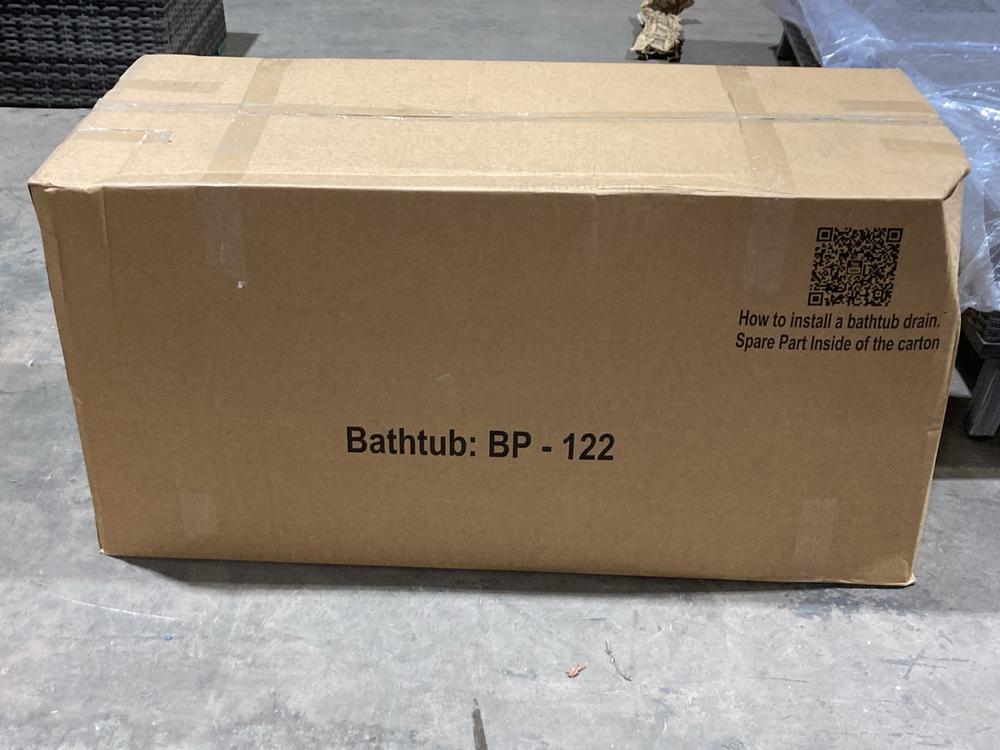 How to install a bathtub drain.
Spare Part Inside of the carton
Bathtub: BP - 122